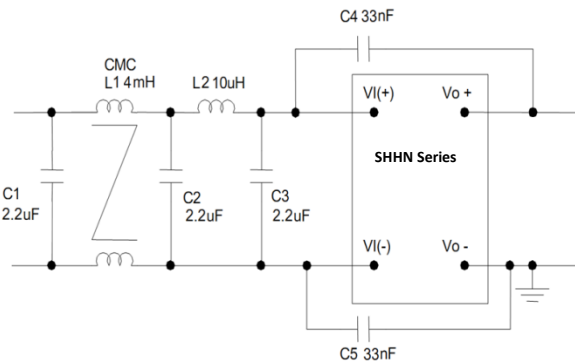 C4 33nF
CMC
L1 4mH
L2 10uH
VI(+)
Vo +
SHHN Series
C1
2.2uF
C2
2.2uF
C3
2.2uF
VI(-)
Vo -
C5 33nF